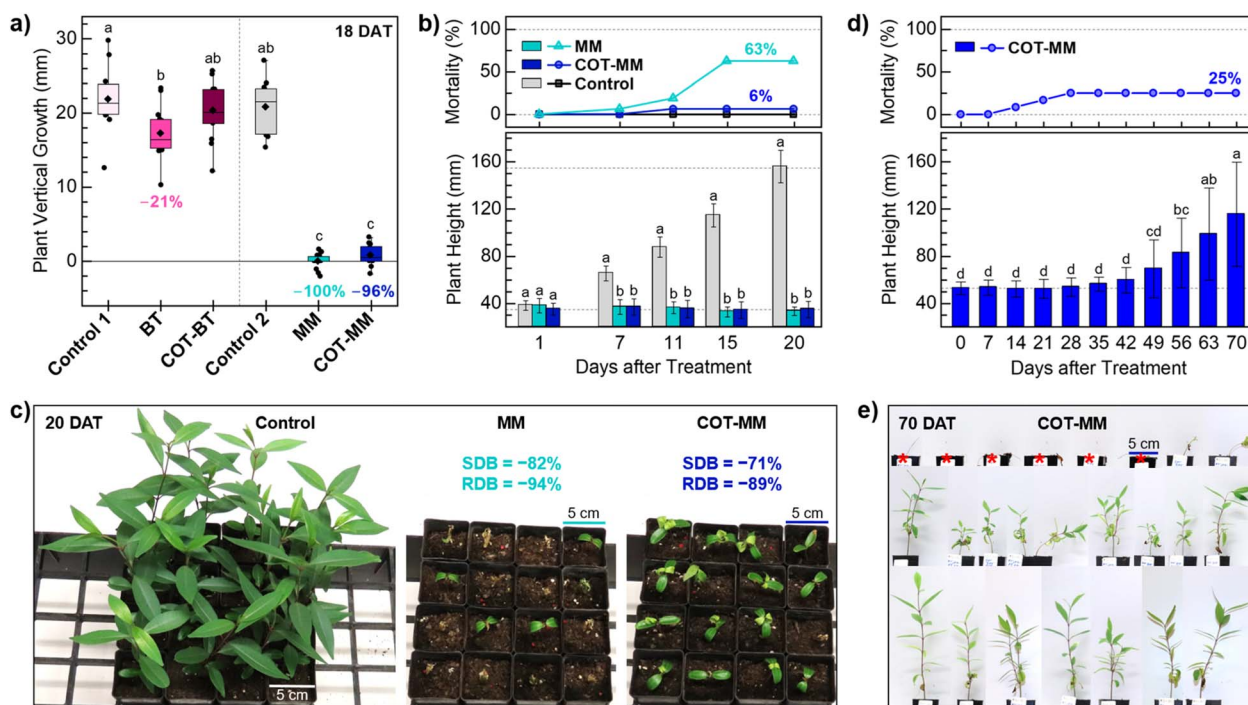 a)
18 DAT
Plant Vertical Growth (mm)
30
20
10
0
a
b
ab
ab
c
c
−21%
−100%
−96%
Control 1
BT
COT-BT
Control 2
MM
COT-MM
b)
Mortality (%)
100
50
0
MM
COT-MM
Control
63%
6%
Plant Height (mm)
160
120
80
40
a a a
a b b
a b b
a b b
a b b
1 7 11 15 20
Days after Treatment
d)
Mortality (%)
100
50
0
COT-MM
25%
Plant Height (mm)
160
120
80
40
d d d d d d d cd bc ab a
0 7 14 21 28 35 42 49 56 63 70
Days after Treatment
c)
20 DAT
Control
MM
COT-MM
SDB = −82%
RDB = −94%
SDB = −71%
RDB = −89%
5 cm
5 cm
5 cm
e)
70 DAT
COT-MM
5 cm
* * * * * *